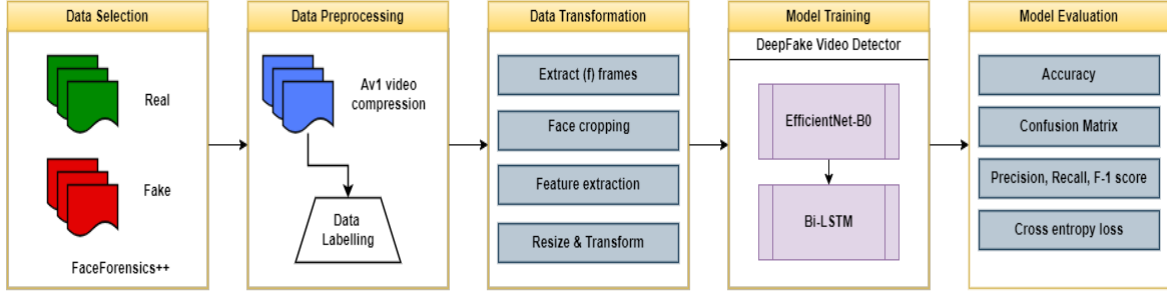 Data Selection
Real
Fake
FaceForensics++
Data Preprocessing
Av1 video
compression
Data
Labelling
Data Transformation
Extract (f) frames
Face cropping
Feature extraction
Resize & Transform
Model Training
DeepFake Video Detector
EfficientNet-B0
Bi-LSTM
Model Evaluation
Accuracy
Confusion Matrix
Precision, Recall, F-1 score
Cross entropy loss